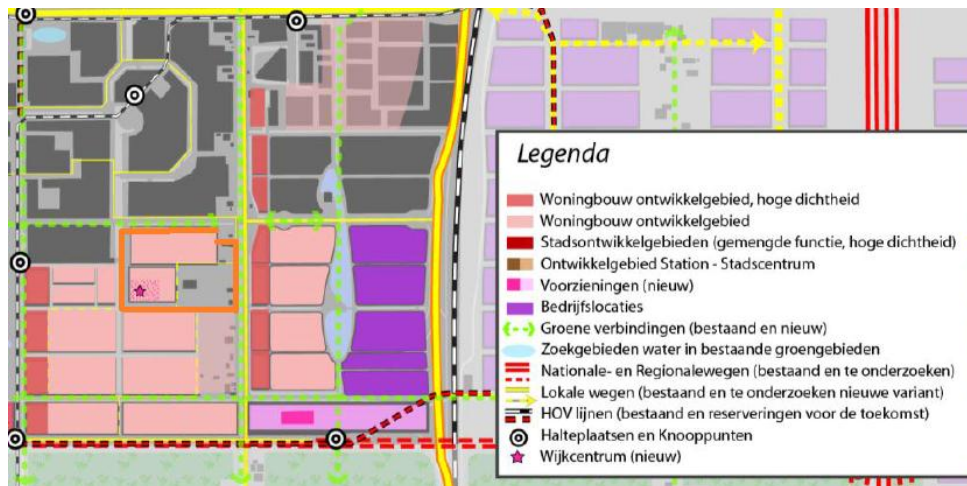 Legenda
Woningbouw ontwikkelgebied, hoge dichtheid
Woningbouw ontwikkelgebied
Stadsontwikkelgebieden (gemengde functie, hoge dichtheid)
Ontwikkelgebied Station - Stadscentrum
Voorzieningen (nieuw)
Bedrijfslocaties
Groene verbindingen (bestaand en nieuw)
Zoekgebieden water in bestaande groengebieden
Nationale- en Regionalewegen (bestaand en te onderzoeken)
Lokale wegen (bestaand en te onderzoeken nieuwe variant)
HOV lijnen (bestaand en reserveringen voor de toekomst)
Halteplaatsen en Knooppunten
Wijkcentrum (nieuw)